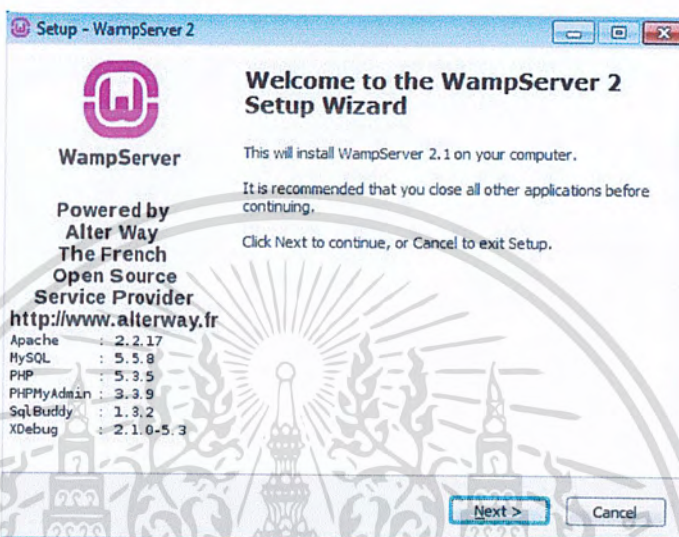 Setup - WampServer 2
WampServer
Powered by
Alter Way
The French
Open Source
Service Provider
http://www.alterway.fr
Apache : 2.2.17
MySQL : 5.5.8
PHP : 5.3.5
PHPMyAdmin : 3.3.9
SqlBuddy : 1.3.2
XDebug : 2.1.0-5.3
Welcome to the WampServer 2
Setup Wizard
This will install WampServer 2.1 on your computer.
It is recommended that you close all other applications before
continuing.
Click Next to continue, or Cancel to exit Setup.
Next >
Cancel